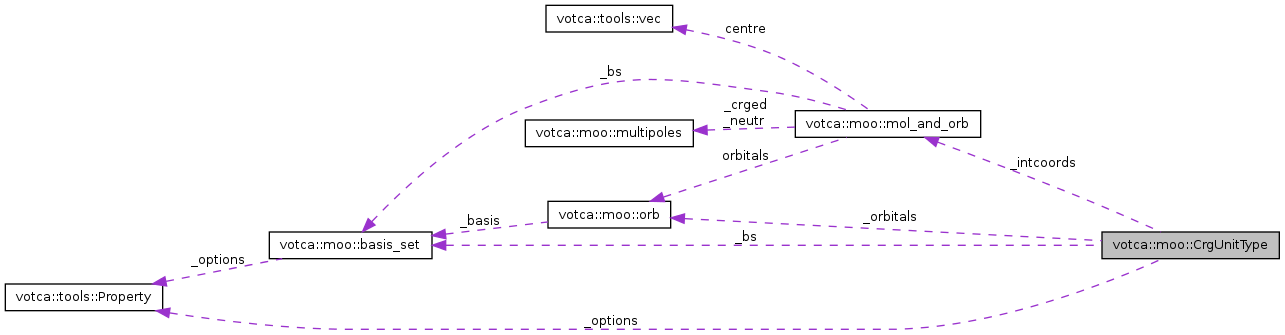 votca::tools::vec
centre
_bs
_crged
_neutr
votca::moo::mol_and_orb
votca::moo::multipoles
orbitals
_intcoords
votca::moo::orb
_orbitals
_basis
_bs
votca::moo::basis_set
votca::moo::CrgUnitType
_options
votca::tools::Property
_options